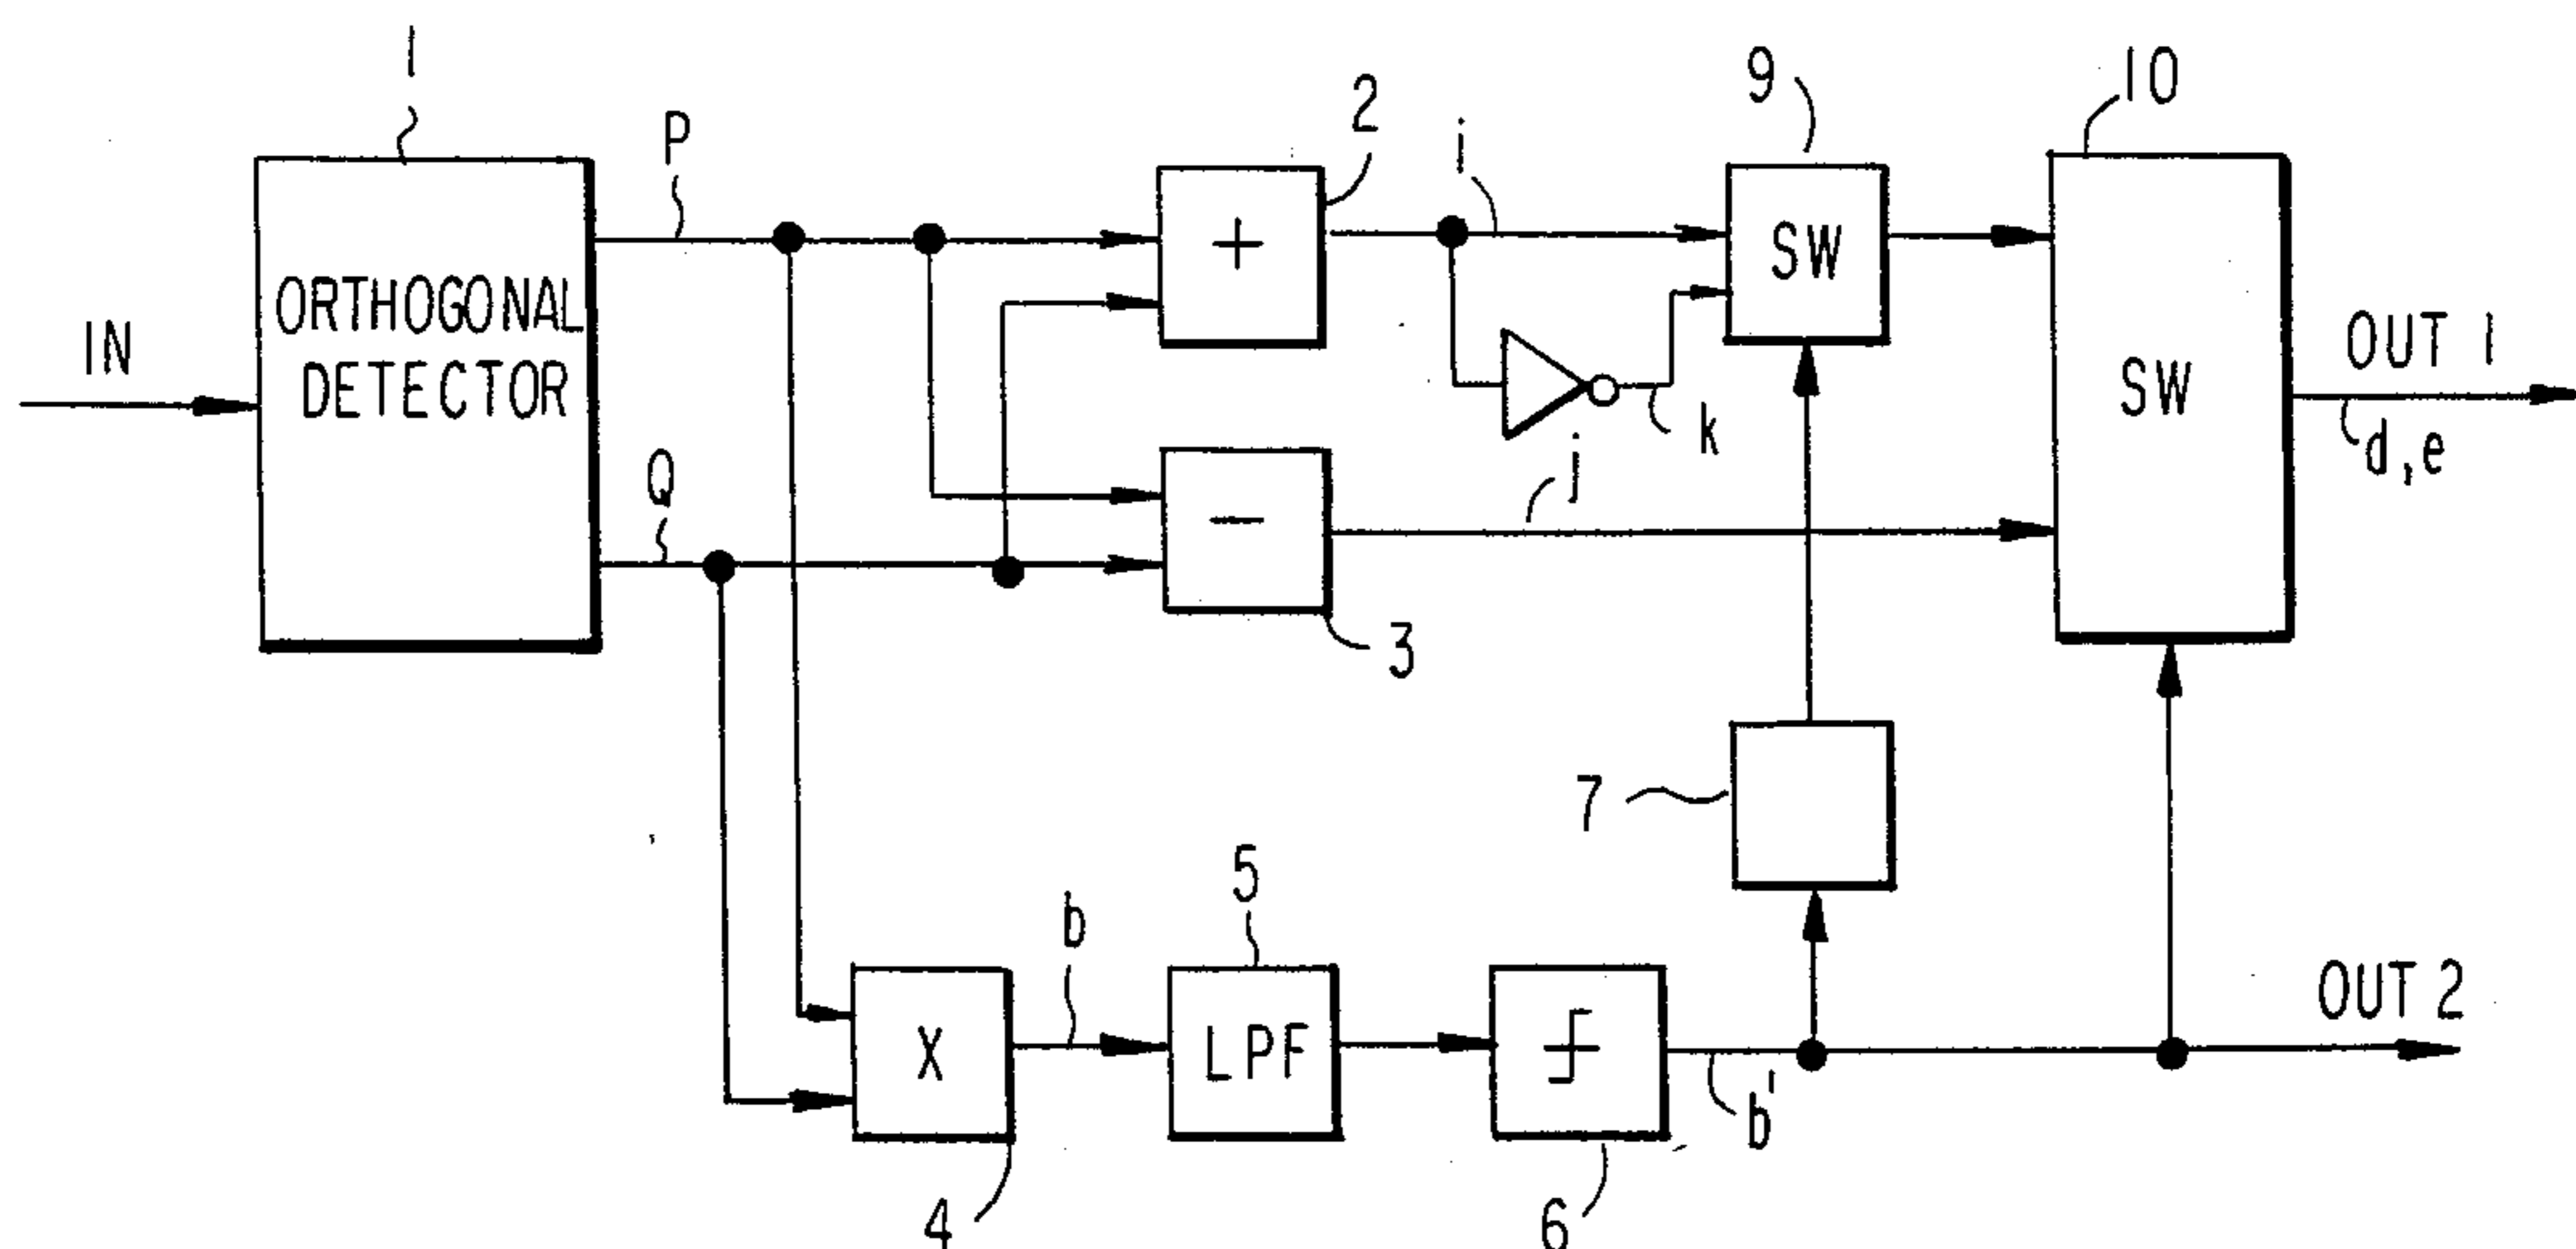 1
P
2
i
9
10
ORTHOGONAL
DETECTOR
IN
+
SW
SW
OUT 1
d,e
k
j
Q
−
3
7
b
5
X
LPF
b'
OUT 2
4
6